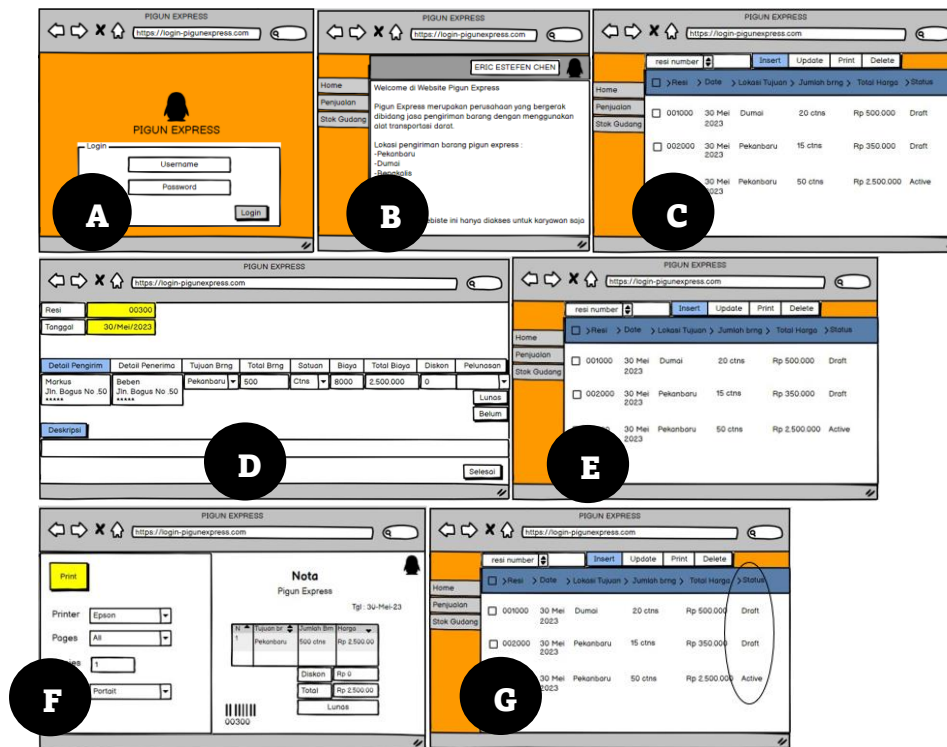 PIGUN EXPRESS
https://login-pigunexpress.com
PIGUN EXPRESS
Login
Username
Password
Login
A
PIGUN EXPRESS
https://login-pigunexpress.com
ERIC ESTEFEN CHEN
Home
Penjualan
Stok Gudang
Welcome di Website Pigun Express
Pigun Express merupakan perusahaan yang bergerak
dibidang jasa pengiriman barang dengan menggunakan
alat transportasi darat.
Lokasi pengiriman barang pigun express :
-Pekanbaru
-Dumai
-Bengkalis
ini hanya diakses untuk karyawan saja
B
PIGUN EXPRESS
https://login-pigunexpress.com
resi number Insert Update Print Delete
Home
Penjualan
Stok Gudang
>Resi > Date > Lokasi Tujuan > Jumlah brng > Total Harga >Status
001000 30 Mei 2023 Dumai 20 ctns Rp 500.000 Draft
002000 30 Mei 2023 Pekanbaru 15 ctns Rp 350.000 Draft
30 Mei 2023 Pekanbaru 50 ctns Rp 2.500.000 Active
C
PIGUN EXPRESS
https://login-pigunexpress.com
Resi 00300
Tanggal 30/Mei/2023
Detail Pengirim Detail Penerima Tujuan Brng Total Brng Satuan Biaya Total Biaya Diskon Pelunasan
Markus Beben Pekanbaru 500 Ctns 8000 2.500.000 0
Jln. Bagus No .50 Jln. Bagus No .50
***** *****
Lunas
Belum
Deskripsi
Selesai
D
PIGUN EXPRESS
https://login-pigunexpress.com
resi number Insert Update Print Delete
Home
Penjualan
Stok Gudang
>Resi > Date > Lokasi Tujuan > Jumlah brng > Total Harga >Status
001000 30 Mei 2023 Dumai 20 ctns Rp 500.000 Draft
002000 30 Mei 2023 Pekanbaru 15 ctns Rp 350.000 Draft
30 Mei 2023 Pekanbaru 50 ctns Rp 2.500.000 Active
E
PIGUN EXPRESS
https://login-pigunexpress.com
Print
Printer Epson
Pages All
1
Portait
Nota
Pigun Express
Tgl : 30-Mei-23
N Tujuan br Jumlah Brn Harga
1 Pekanbaru 500 ctns Rp 2.500.00
Diskon Rp 0
Total Rp 2.500.00
Lunas
00300
F
PIGUN EXPRESS
https://login-pigunexpress.com
resi number Insert Update Print Delete
Home
Penjualan
Stok Gudang
>Resi > Date > Lokasi Tujuan > Jumlah brng > Total Harga >Status
001000 30 Mei 2023 Dumai 20 ctns Rp 500.000 Draft
002000 30 Mei 2023 Pekanbaru 15 ctns Rp 350.000 Draft
30 Mei 2023 Pekanbaru 50 ctns Rp 2.500.000 Active
G